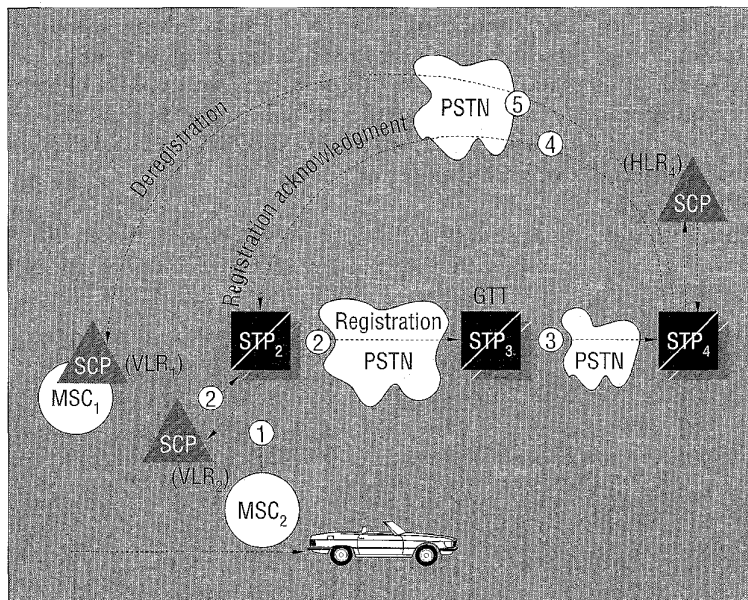 PSTN
⑤
④
Deregistration
Registration acknowledgment
(HLR₄)
SCP
GTT
STP₂
②
Registration
PSTN
STP₃
③
PSTN
STP₄
SCP
(VLR₁)
MSC₁
②
①
SCP
(VLR₂)
MSC₂